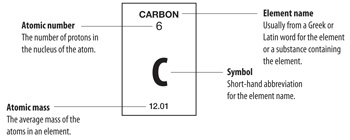 CARBON
6
C
12.01
Atomic number
The number of protons
in the nucleus of the atom.
Element name
Usually from a Greek or
Latin word for the element
or a substance containing
the element.
Symbol
Short-hand abbreviation
for the element name.
Atomic mass
The average mass of the
atoms in an element.